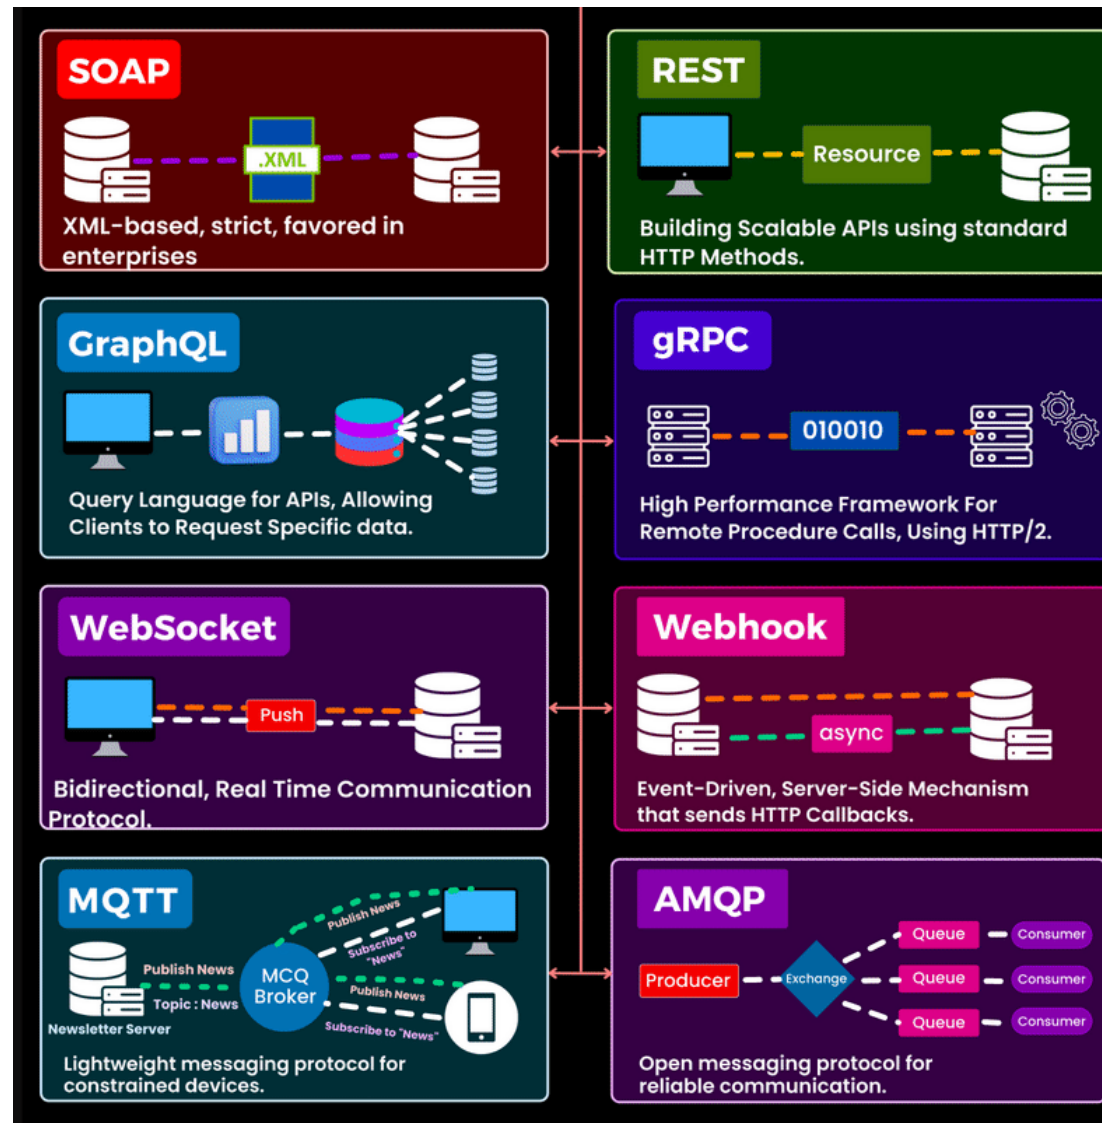 SOAP
.XML
XML-based, strict, favored in
enterprises
REST
Resource
Building Scalable APIs using standard
HTTP Methods.
GraphQL
Query Language for APIs, Allowing
Clients to Request Specific data.
gRPC
010010
High Performance Framework For
Remote Procedure Calls, Using HTTP/2.
WebSocket
Push
Bidirectional, Real Time Communication
Protocol.
Webhook
async
Event-Driven, Server-Side Mechanism
that sends HTTP Callbacks.
MQTT
Publish News
Subscribe to
"News"
Publish News
Topic : News
MCQ
Broker
Publish News
Subscribe to "News"
Newsletter Server
Lightweight messaging protocol for
constrained devices.
AMQP
Producer
Exchange
Queue
Consumer
Queue
Consumer
Queue
Consumer
Open messaging protocol for
reliable communication.